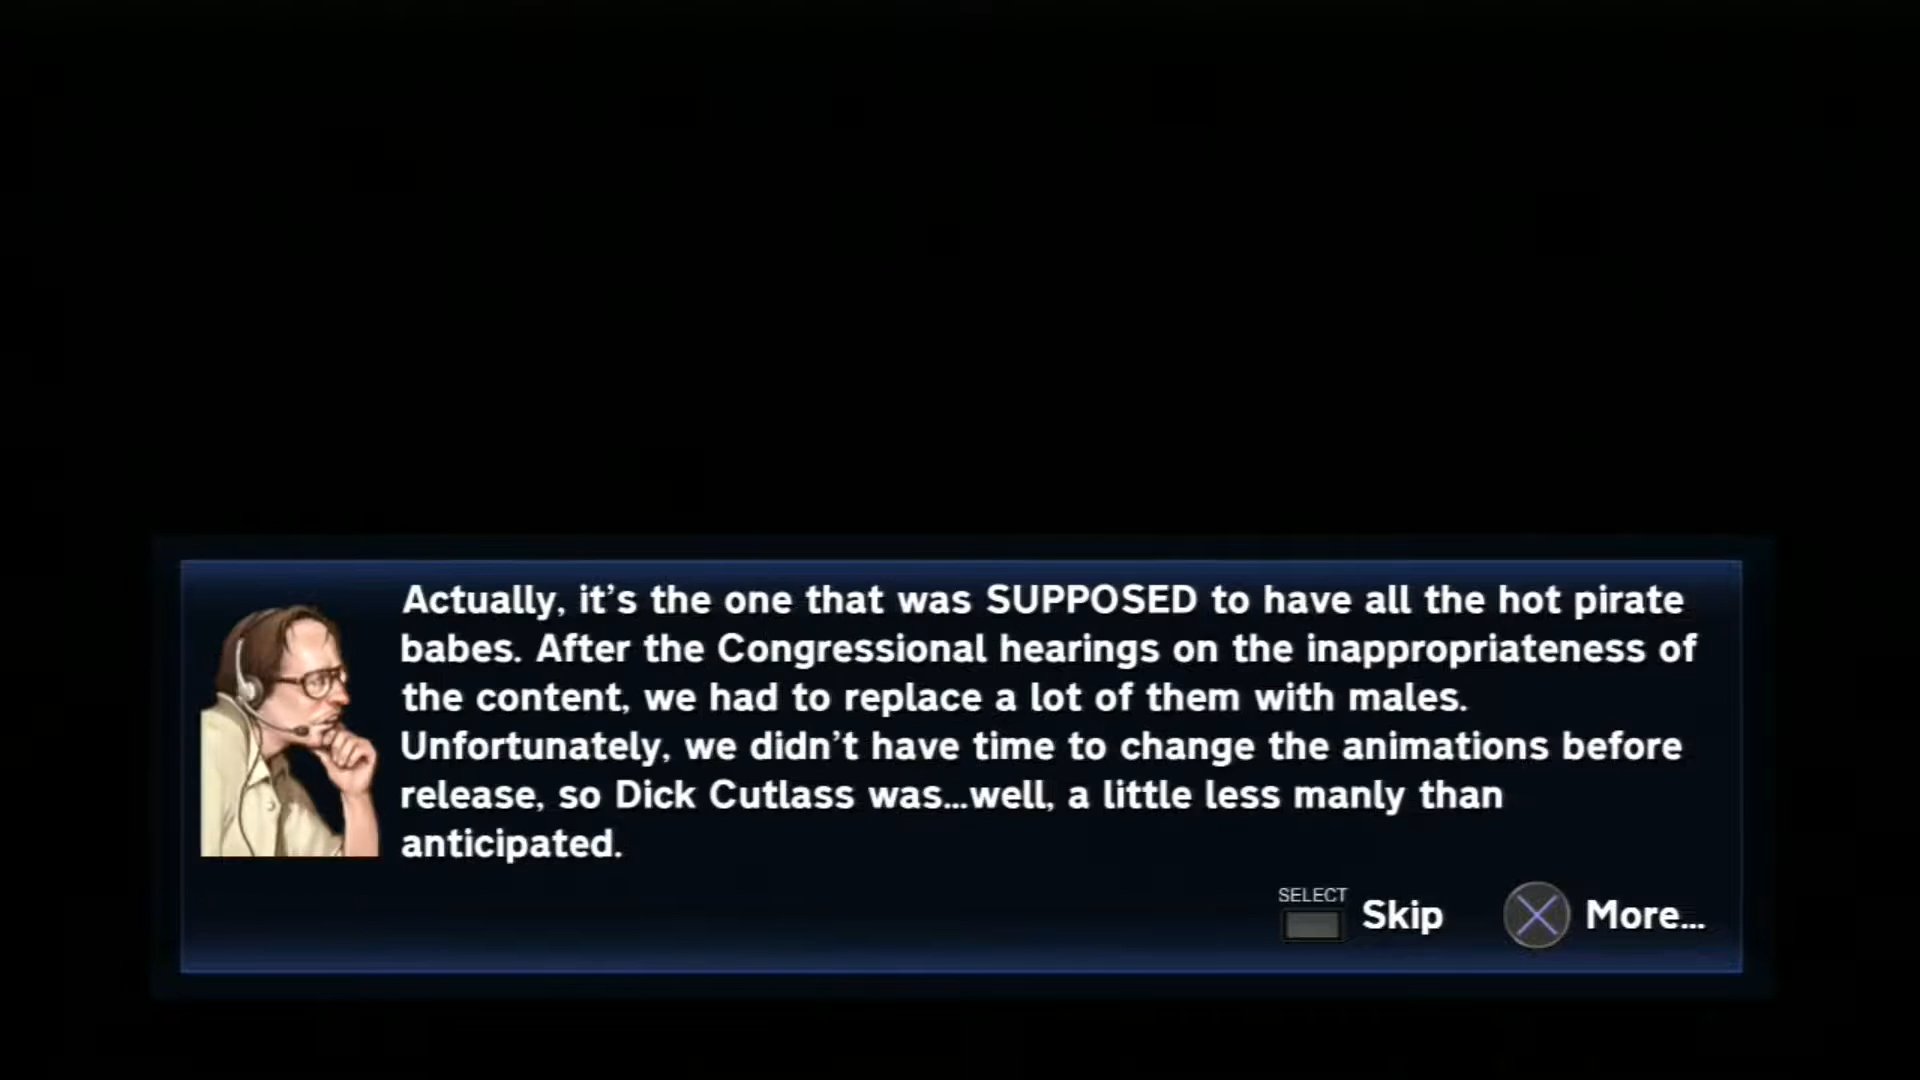 Actually, it's the one that was SUPPOSED to have all the hot pirate
babes. After the Congressional hearings on the inappropriateness of
the content, we had to replace a lot of them with males.
Unfortunately, we didn't have time to change the animations before
release, so Dick Cutlass was...well, a little less manly than
anticipated.
SELECT Skip More...